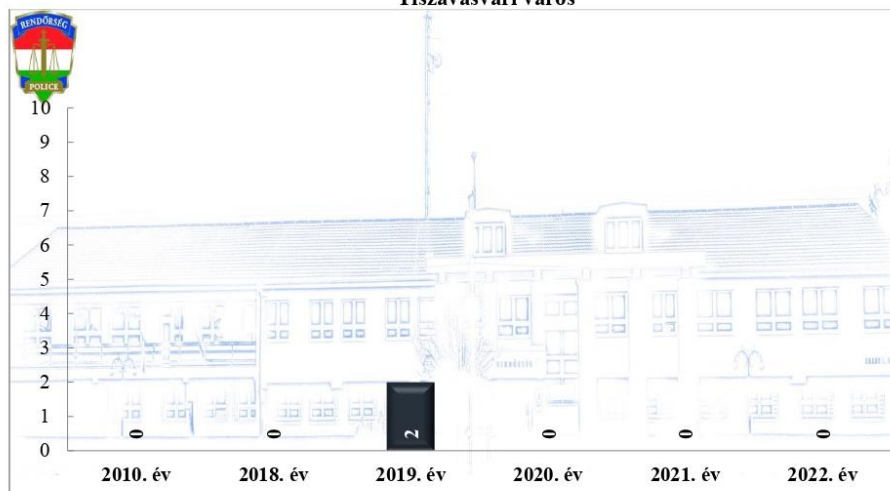 Tiszavasvári város
RENDŐRSÉG
POLICE
10
9
8
7
6
5
4
3
2
1
0
0
0
2
0
0
0
2010. év
2018. év
2019. év
2020. év
2021. év
2022. év